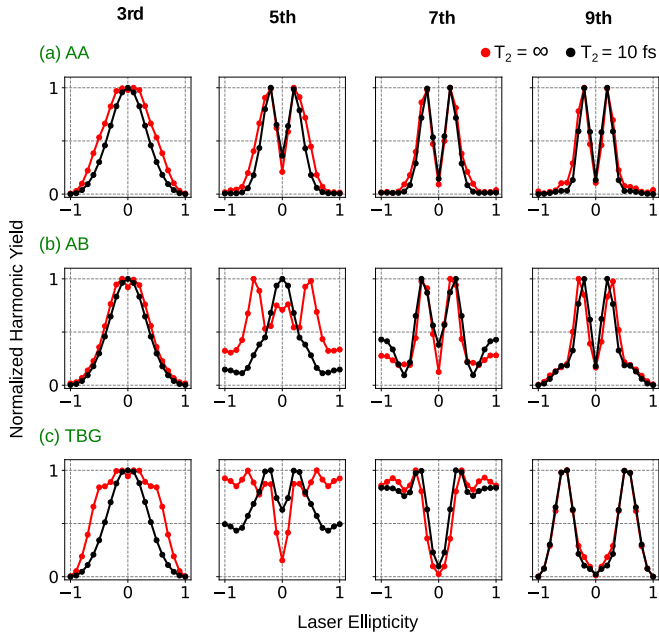 3rd 5th 7th 9th
(a) AA
T₂ = ∞ T₂ = 10 fs
1
0
−1 0 1 −1 0 1 −1 0 1 −1 0 1
(b) AB
1
0
−1 0 1 −1 0 1 −1 0 1 −1 0 1
(c) TBG
1
0
−1 0 1 −1 0 1 −1 0 1 −1 0 1
Normalized Harmonic Yield
Laser Ellipticity